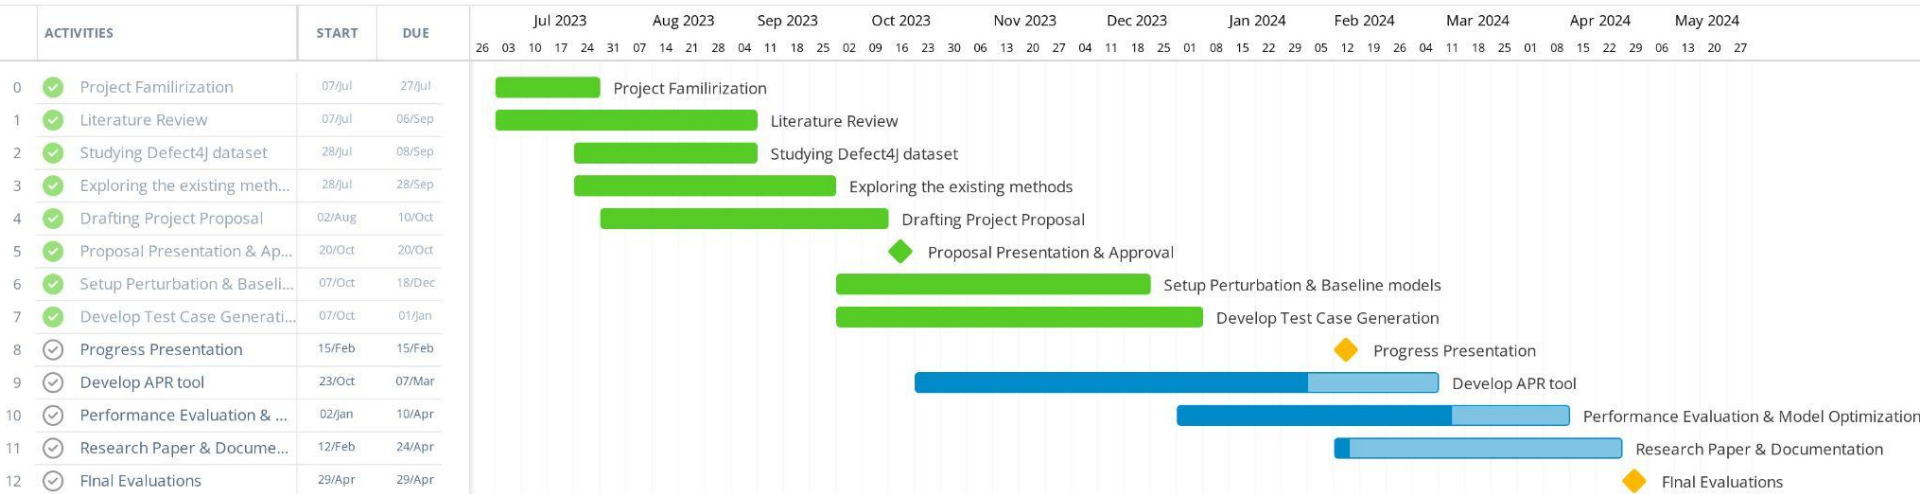 Jul 2023 Aug 2023 Sep 2023 Oct 2023 Nov 2023 Dec 2023 Jan 2024 Feb 2024 Mar 2024 Apr 2024 May 2024
ACTIVITIES START DUE
26 03 10 17 24 31 07 14 21 28 04 11 18 25 02 09 16 23 30 06 13 20 27 04 11 18 25 01 08 15 22 29 05 12 19 26 04 11 18 25 01 08 15 22 29 06 13 20 27
0 Project Familirization 07/Jul 27/Jul Project Familirization
1 Literature Review 07/Jul 06/Sep Literature Review
2 Studying Defect4J dataset 28/Jul 08/Sep Studying Defect4J dataset
3 Exploring the existing meth... 28/Jul 28/Sep Exploring the existing methods
4 Drafting Project Proposal 02/Aug 10/Oct Drafting Project Proposal
5 Proposal Presentation & Ap... 20/Oct 20/Oct Proposal Presentation & Approval
6 Setup Perturbation & Baseli... 07/Oct 18/Dec Setup Perturbation & Baseline models
7 Develop Test Case Generati... 07/Oct 01/Jan Develop Test Case Generation
8 Progress Presentation 15/Feb 15/Feb Progress Presentation
9 Develop APR tool 23/Oct 07/Mar Develop APR tool
10 Performance Evaluation & ... 02/Jan 10/Apr Performance Evaluation & Model Optimization
11 Research Paper & Docume... 12/Feb 24/Apr Research Paper & Documentation
12 FInal Evaluations 29/Apr 29/Apr FInal Evaluations